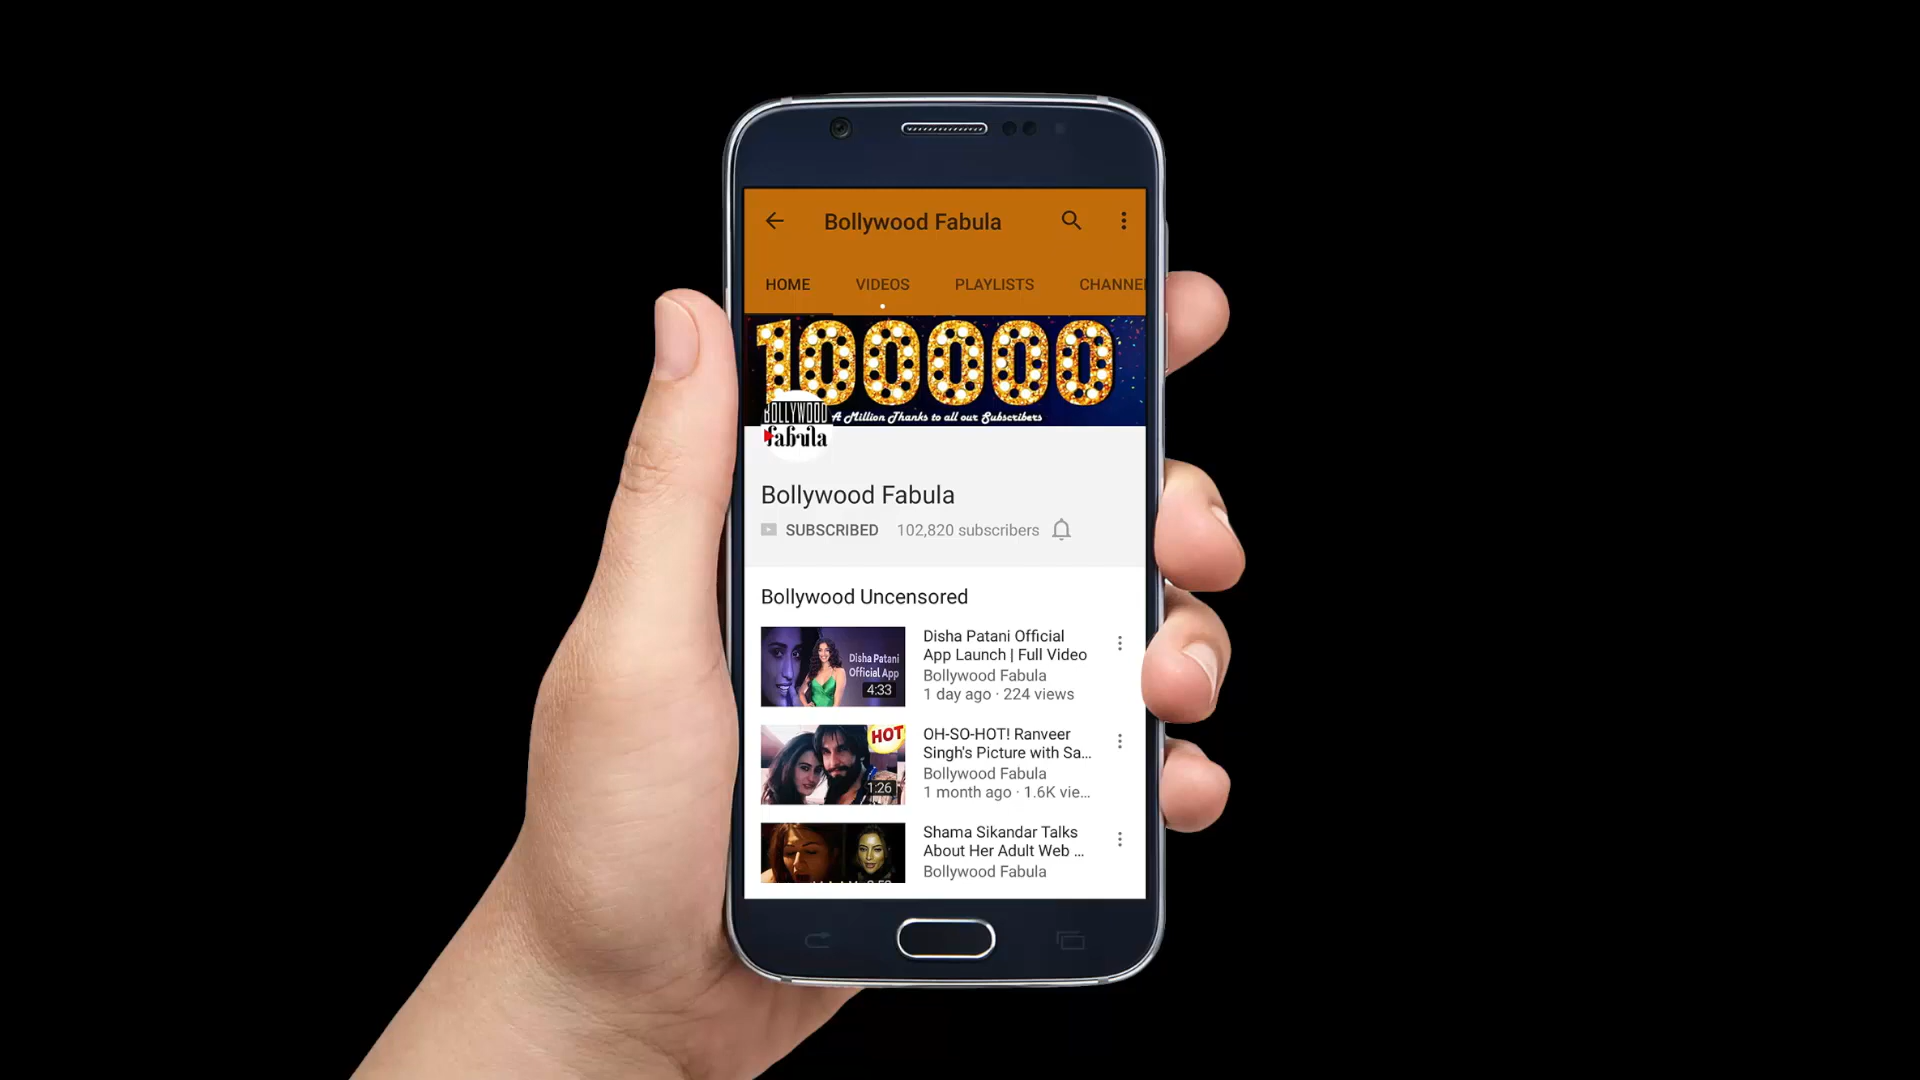 Bollywood Fabula
HOME VIDEOS PLAYLISTS CHANNE
100000
A Million Thanks to all our Subscribers
BOLLYWOOD
fabula
Bollywood Fabula
SUBSCRIBED 102,820 subscribers
Bollywood Uncensored
Disha Patani
Official App
4:33
Disha Patani Official
App Launch | Full Video
Bollywood Fabula
1 day ago · 224 views
HOT
1:26
OH-SO-HOT! Ranveer
Singh's Picture with Sa...
Bollywood Fabula
1 month ago · 1.6K vie...
Shama Sikandar Talks
About Her Adult Web ...
Bollywood Fabula